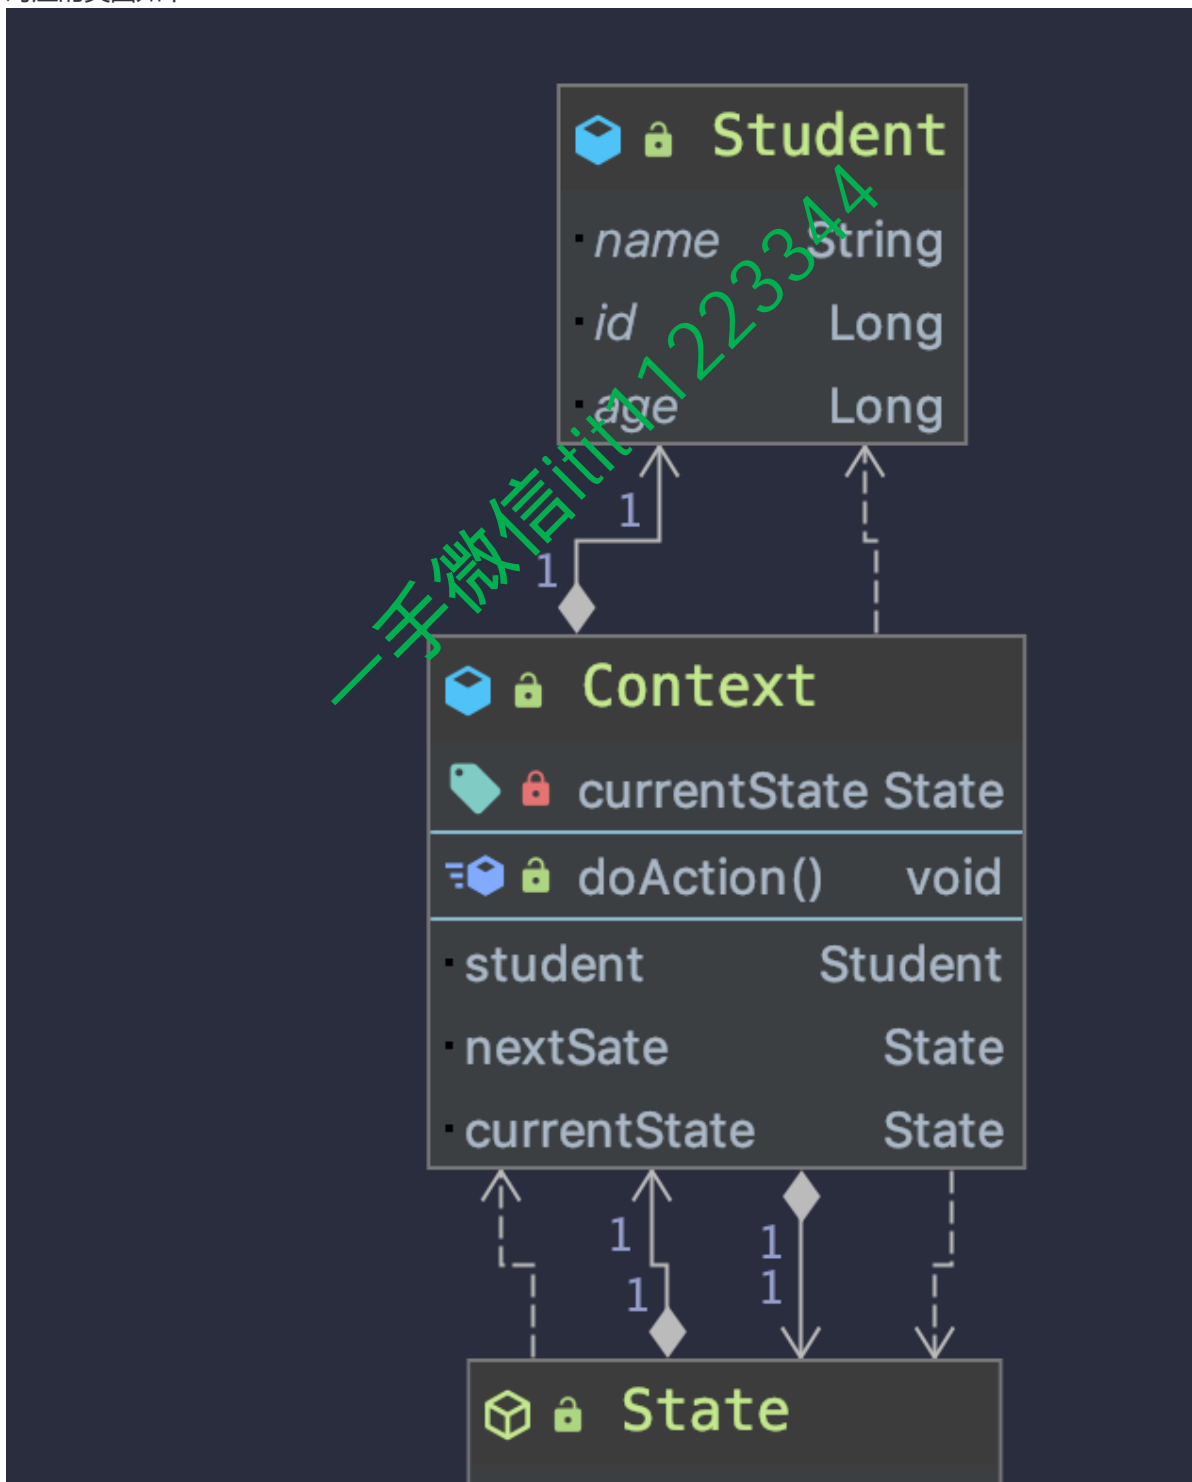 Student
name String
id Long
age Long
1
1
一手微信itit11223344
Context
currentState State
doAction() void
student Student
nextSate State
currentState State
1
1
1
1
State